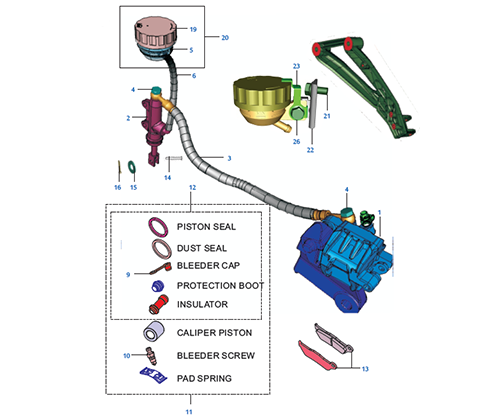 19
20
5
6
4
2
23
21
26
22
3
16
15
14
12
4
1
PISTON SEAL
DUST SEAL
9
BLEEDER CAP
PROTECTION BOOT
INSULATOR
CALIPER PISTON
10
BLEEDER SCREW
PAD SPRING
13
11